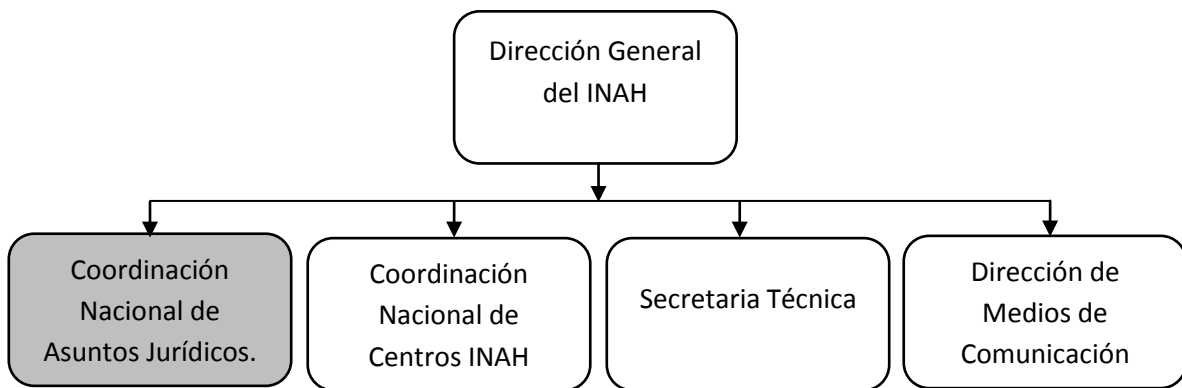 Dirección General
del INAH
Coordinación
Nacional de
Asuntos Jurídicos.
Coordinación
Nacional de
Centros INAH
Secretaria Técnica
Dirección de
Medios de
Comunicación